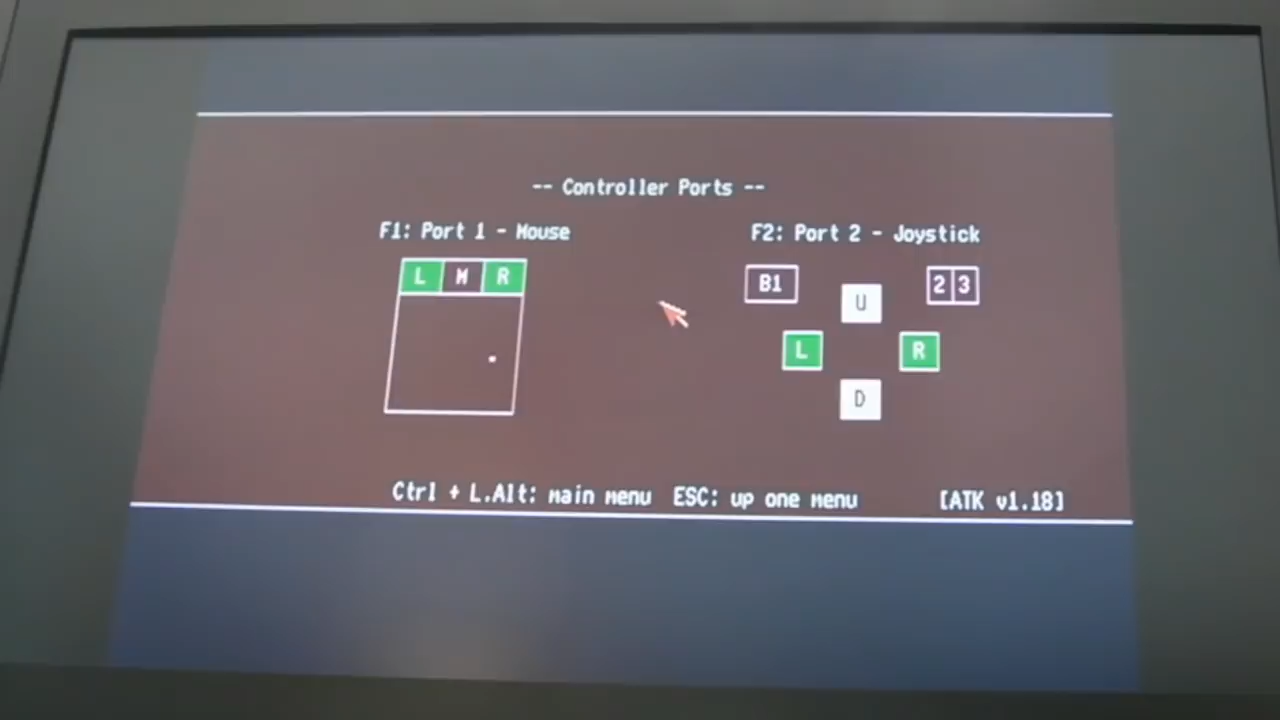 -- Controller Ports --
F1: Port 1 - Mouse
F2: Port 2 - Joystick
L M R
B1
U
2 3
L
R
D
Ctrl + L.Alt: main menu ESC: up one menu [ATK v1.18]